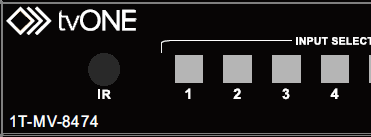 tvONE
INPUT SELECT
IR
1 2 3 4
1T-MV-8474